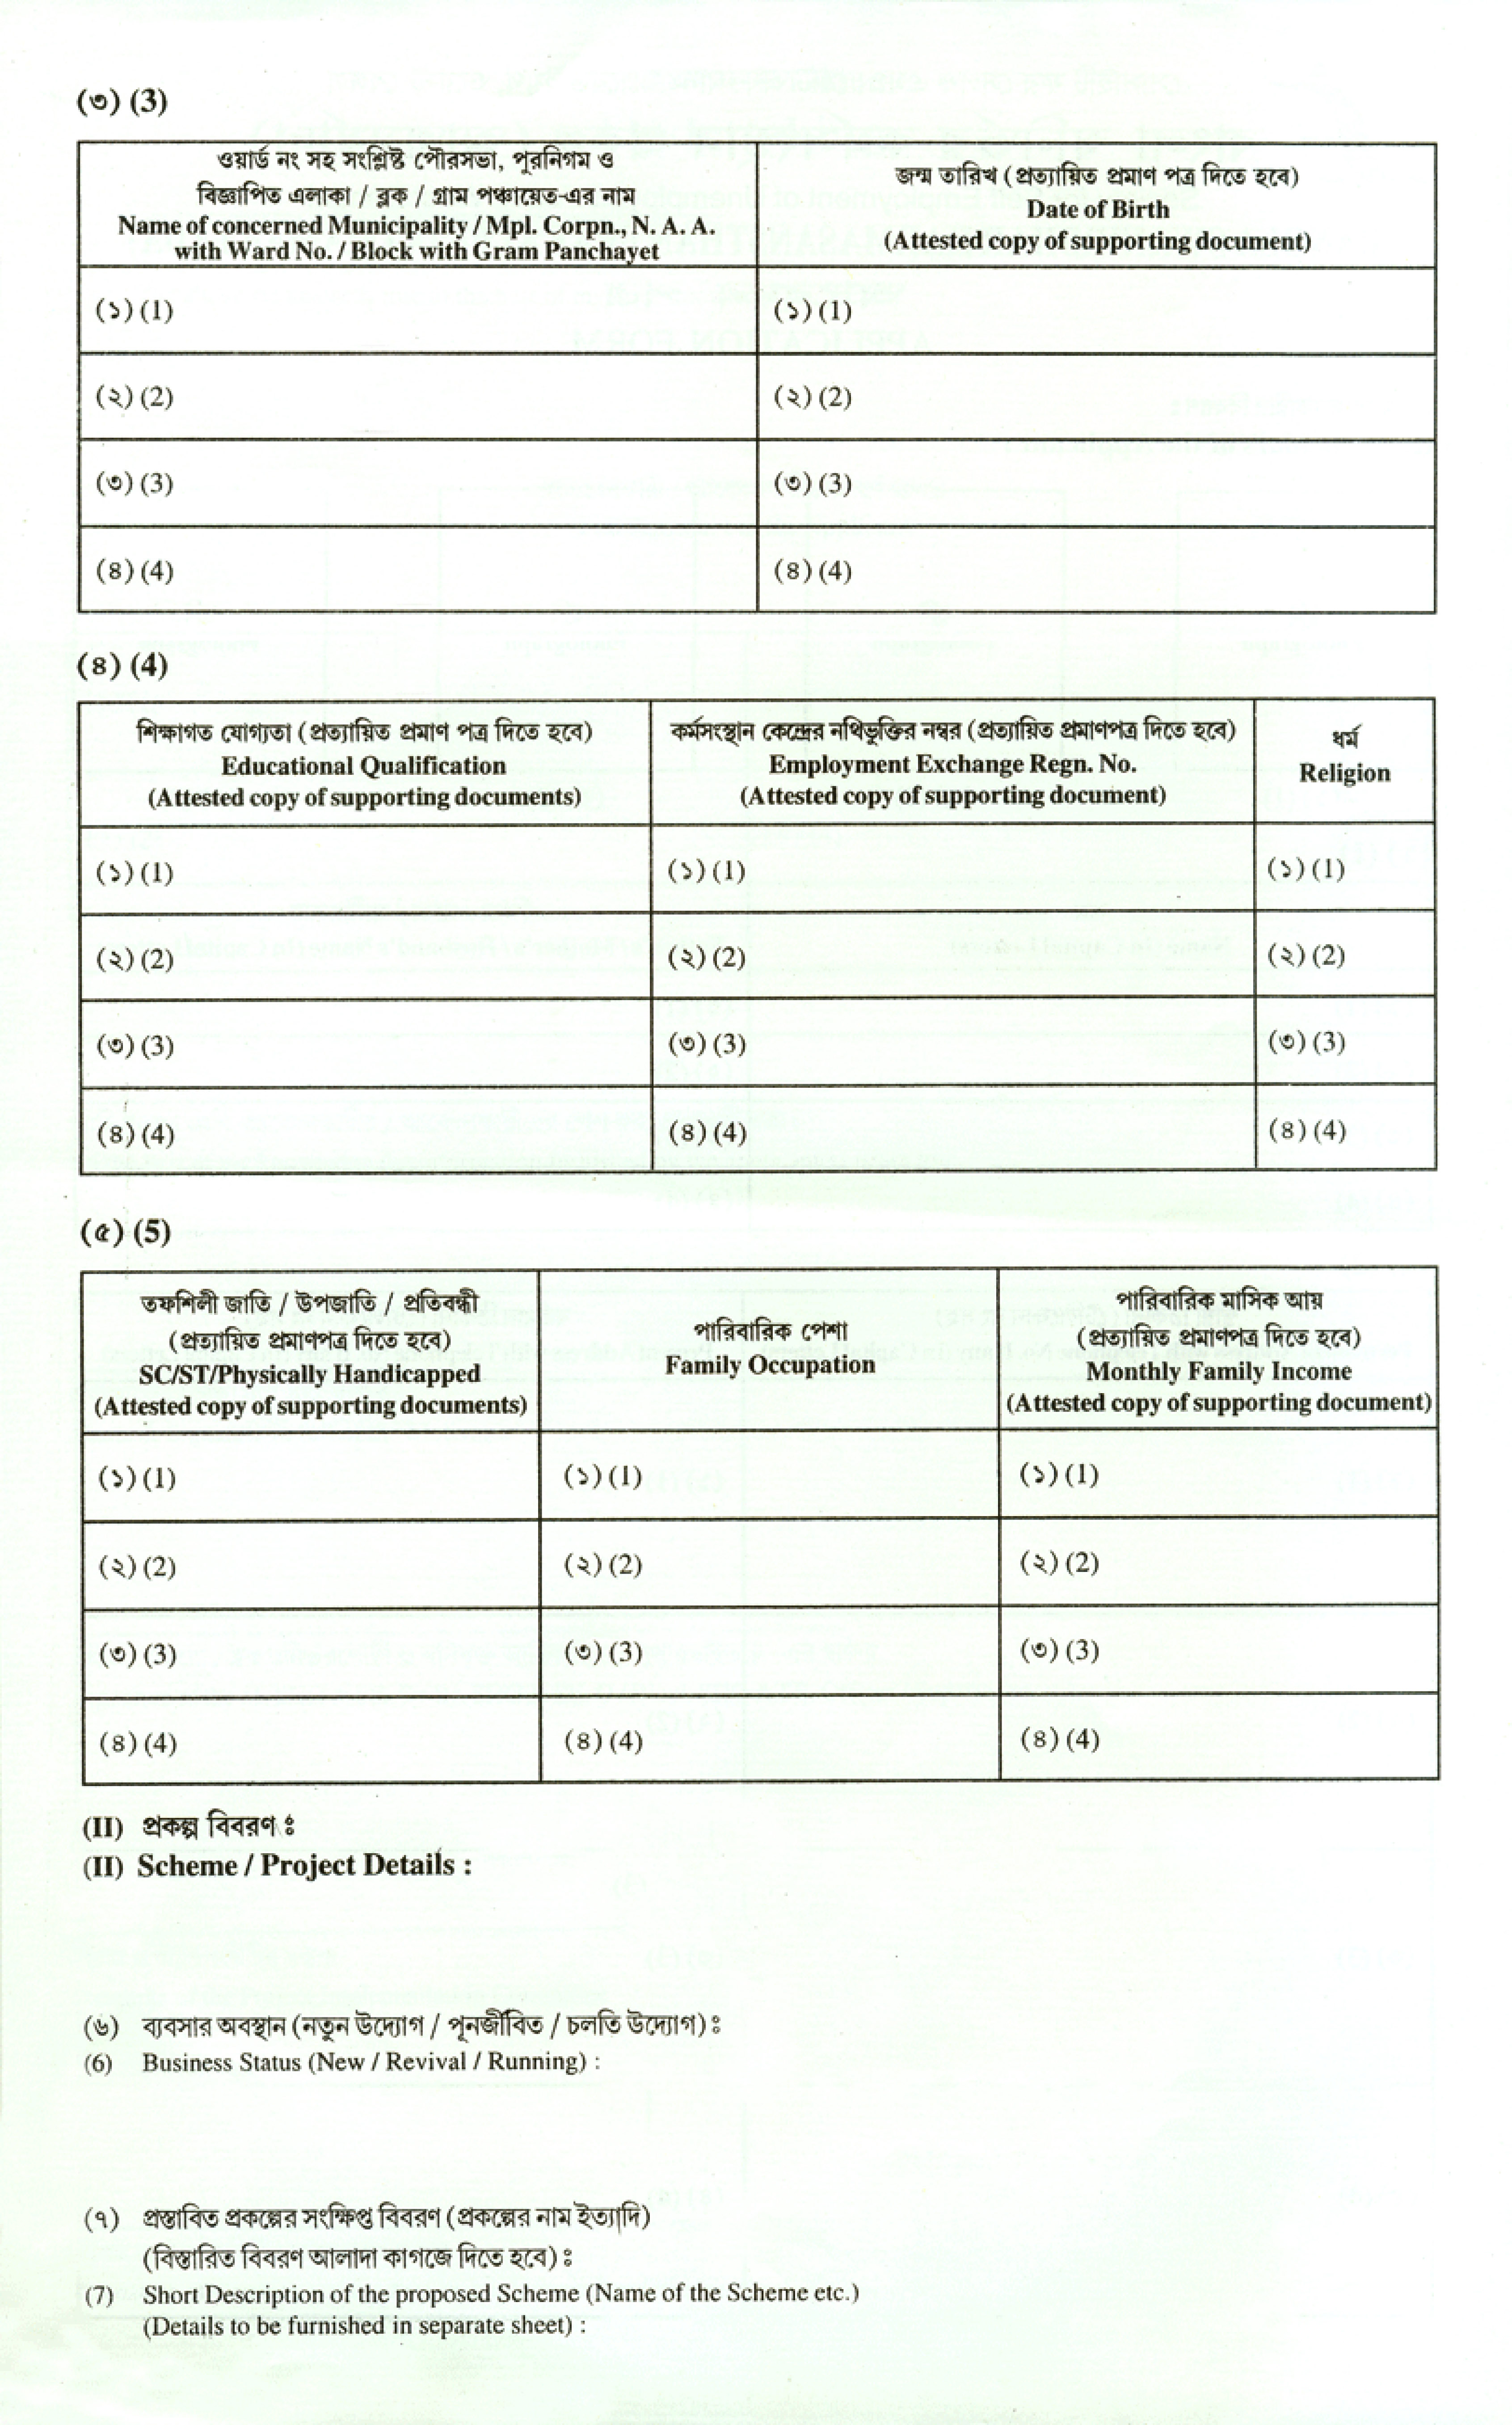 (৩) (3)
ওয়ার্ড নং সহ সংশ্লিষ্ট পৌরসভা, পুরনিগম ও
বিজ্ঞাপিত এলাকা / ব্লক / গ্রাম পঞ্চায়েত-এর নাম
Name of concerned Municipality / Mpl. Corpn., N. A. A.
with Ward No. / Block with Gram Panchayet
জন্ম তারিখ (প্রত্যায়িত প্রমাণ পত্র দিতে হবে)
Date of Birth
(Attested copy of supporting document)
(১) (1) (১) (1)
(২) (2) (২) (2)
(৩) (3) (৩) (3)
(৪) (4) (৪) (4)
(৪) (4)
শিক্ষাগত যোগ্যতা (প্রত্যায়িত প্রমাণ পত্র দিতে হবে)
Educational Qualification
(Attested copy of supporting documents)
কর্মসংস্থান কেন্দ্রের নথিভুক্তির নম্বর (প্রত্যায়িত প্রমাণপত্র দিতে হবে)
Employment Exchange Regn. No.
(Attested copy of supporting document)
ধর্ম
Religion
(১) (1) (১) (1) (১) (1)
(২) (2) (২) (2) (২) (2)
(৩) (3) (৩) (3) (৩) (3)
(৪) (4) (৪) (4) (৪) (4)
(৫) (5)
তফশিলী জাতি / উপজাতি / প্রতিবন্ধী
(প্রত্যায়িত প্রমাণপত্র দিতে হবে)
SC/ST/Physically Handicapped
(Attested copy of supporting documents)
পারিবারিক পেশা
Family Occupation
পারিবারিক মাসিক আয়
(প্রত্যায়িত প্রমাণপত্র দিতে হবে)
Monthly Family Income
(Attested copy of supporting document)
(১) (1) (১) (1) (১) (1)
(২) (2) (২) (2) (২) (2)
(৩) (3) (৩) (3) (৩) (3)
(৪) (4) (৪) (4) (৪) (4)
(II) প্রকল্প বিবরণ ঃ
(II) Scheme / Project Details :
(৬) ব্যবসার অবস্থান (নতুন উদ্যোগ / পূনর্জীবিত / চলতি উদ্যোগ) ঃ
(6) Business Status (New / Revival / Running) :
(৭) প্রস্তাবিত প্রকল্পের সংক্ষিপ্ত বিবরণ (প্রকল্পের নাম ইত্যাদি)
(বিস্তারিত বিবরণ আলাদা কাগজে দিতে হবে) ঃ
(7) Short Description of the proposed Scheme (Name of the Scheme etc.)
(Details to be furnished in separate sheet) :